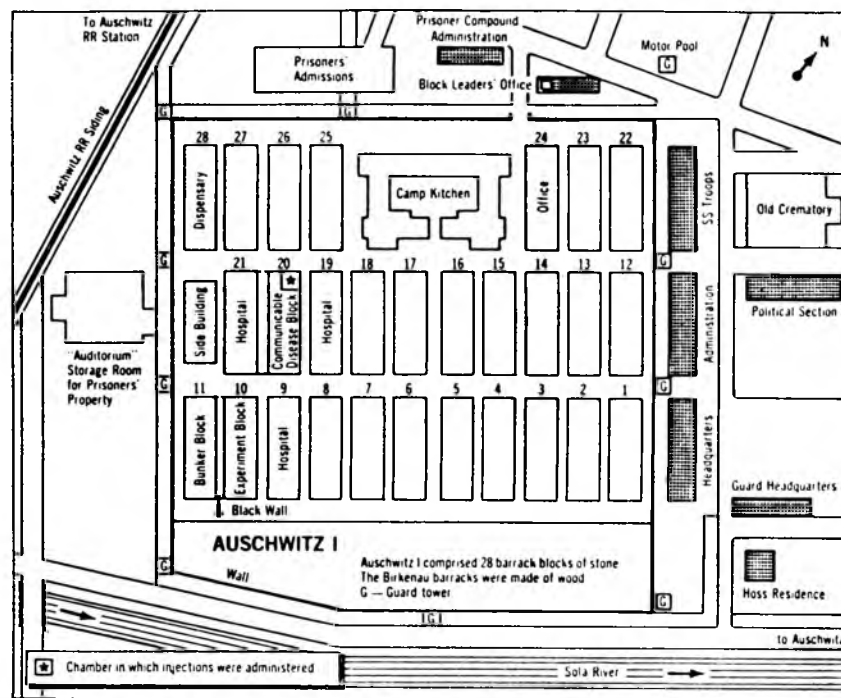 To Auschwitz
RR Station
Prisoner Compound
Administration
Motor Pool
G
N
Prisoners'
Admissions
Block Leaders' Office
G
G
28 27 26 25 24 23 22
Auschwitz RR Siding
Dispensary
Camp Kitchen
Office
SS Troops
Old Crematory
G
G
21 20 19 18 17 16 15 14 13 12
Side Building
Hospital
Communicable
Disease Block
Hospital
Administration
Political Section
"Auditorium"
Storage Room
for Prisoners'
Property
G
G
11 10 9 8 7 6 5 4 3 2 1
Bunker Block
Experiment Block
Hospital
Headquarters
Guard Headquarters
Black Wall
AUSCHWITZ I
Auschwitz I comprised 28 barrack blocks of stone
The Birkenau barracks were made of wood
G — Guard tower
G
Wall
G
G
Hoss Residence
to Auschwitz
Chamber in which injections were administered
Sola River